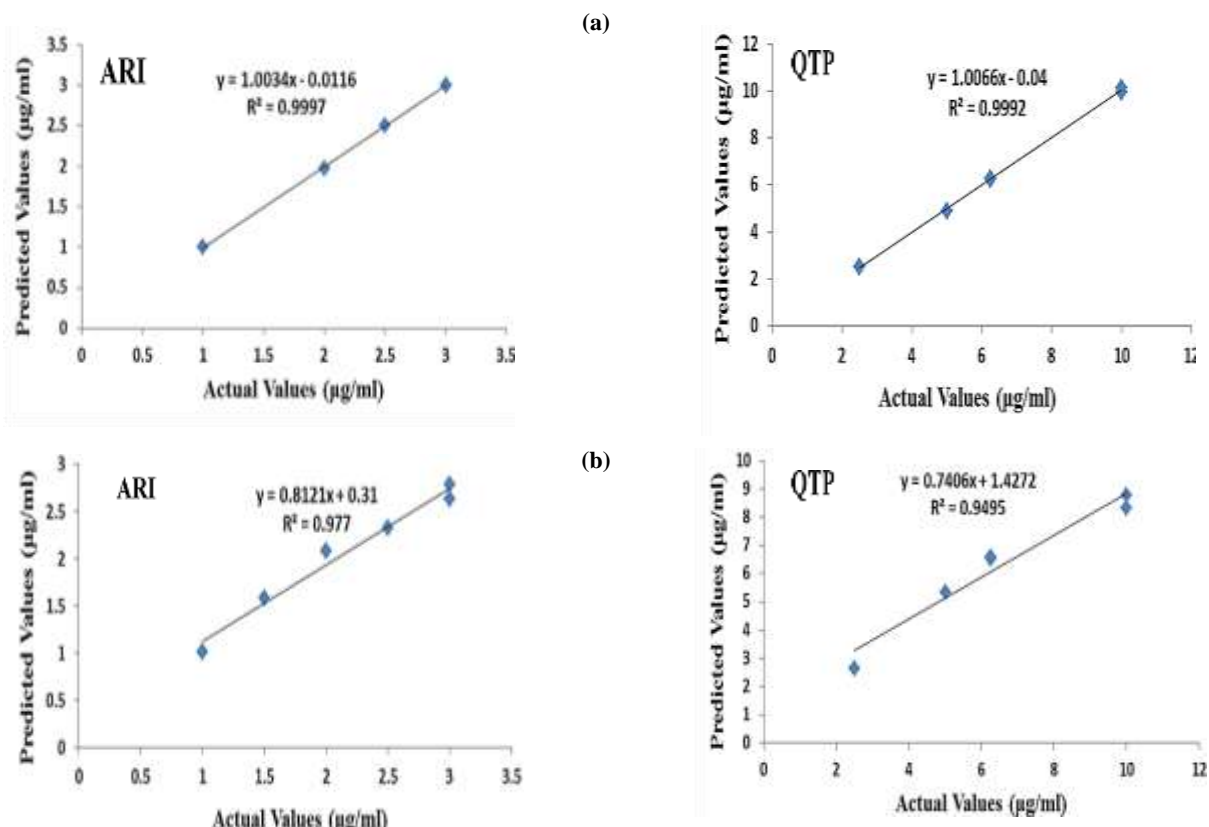 (a)
ARI
y = 1.0034x - 0.0116
R² = 0.9997
Predicted Values (µg/ml)
3.5
3
2.5
2
1.5
1
0.5
0
0 0.5 1 1.5 2 2.5 3 3.5
Actual Values (µg/ml)
QTP
y = 1.0066x - 0.04
R² = 0.9992
Predicted Values (µg/ml)
12
10
8
6
4
2
0
0 2 4 6 8 10 12
Actual Values (µg/ml)
(b)
ARI
y = 0.8121x + 0.31
R² = 0.977
Predicted Values (µg/ml)
3
2.5
2
1.5
1
0.5
0
0 0.5 1 1.5 2 2.5 3 3.5
Actual Values (µg/ml)
QTP
y = 0.7406x + 1.4272
R² = 0.9495
Predicted Values (µg/ml)
10
9
8
7
6
5
4
3
2
1
0
0 2 4 6 8 10 12
Actual Values (µg/ml)